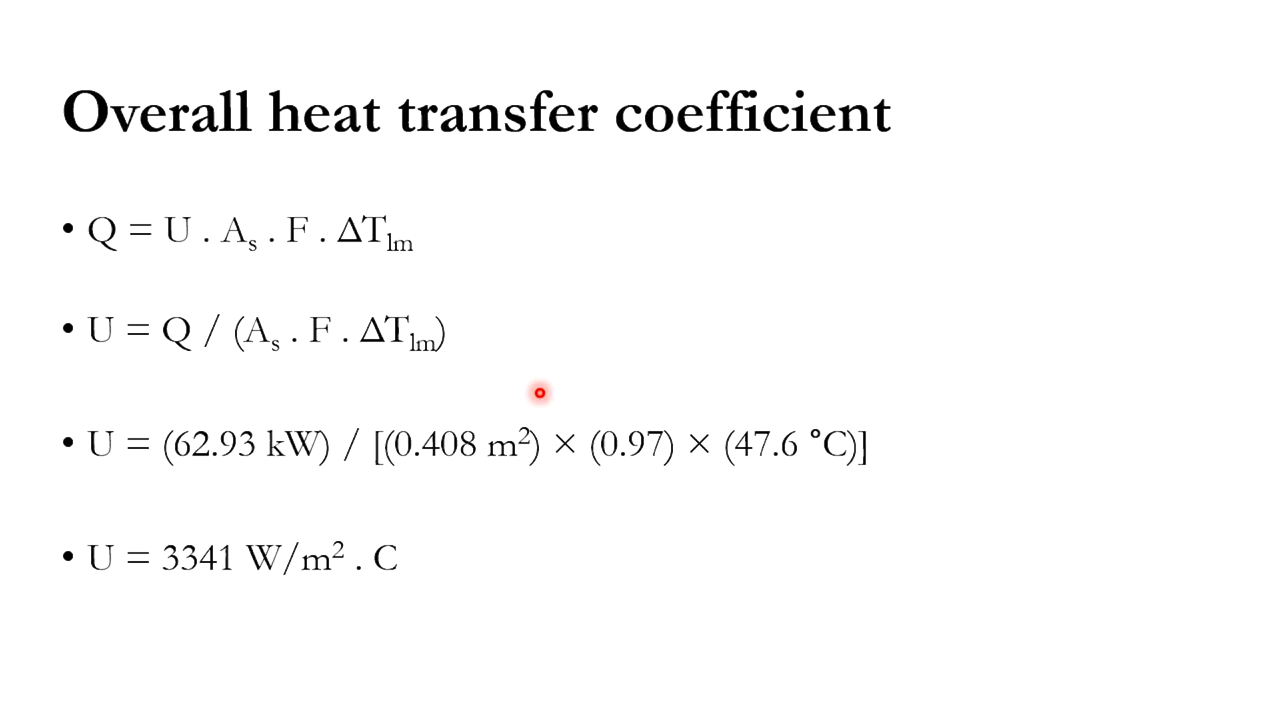 Overall heat transfer coefficient
• Q = U . Aₛ . F . ΔTₗₘ
• U = Q / (Aₛ . F . ΔTₗₘ)
• U = (62.93 kW) / [(0.408 m²) × (0.97) × (47.6 °C)]
• U = 3341 W/m² . C